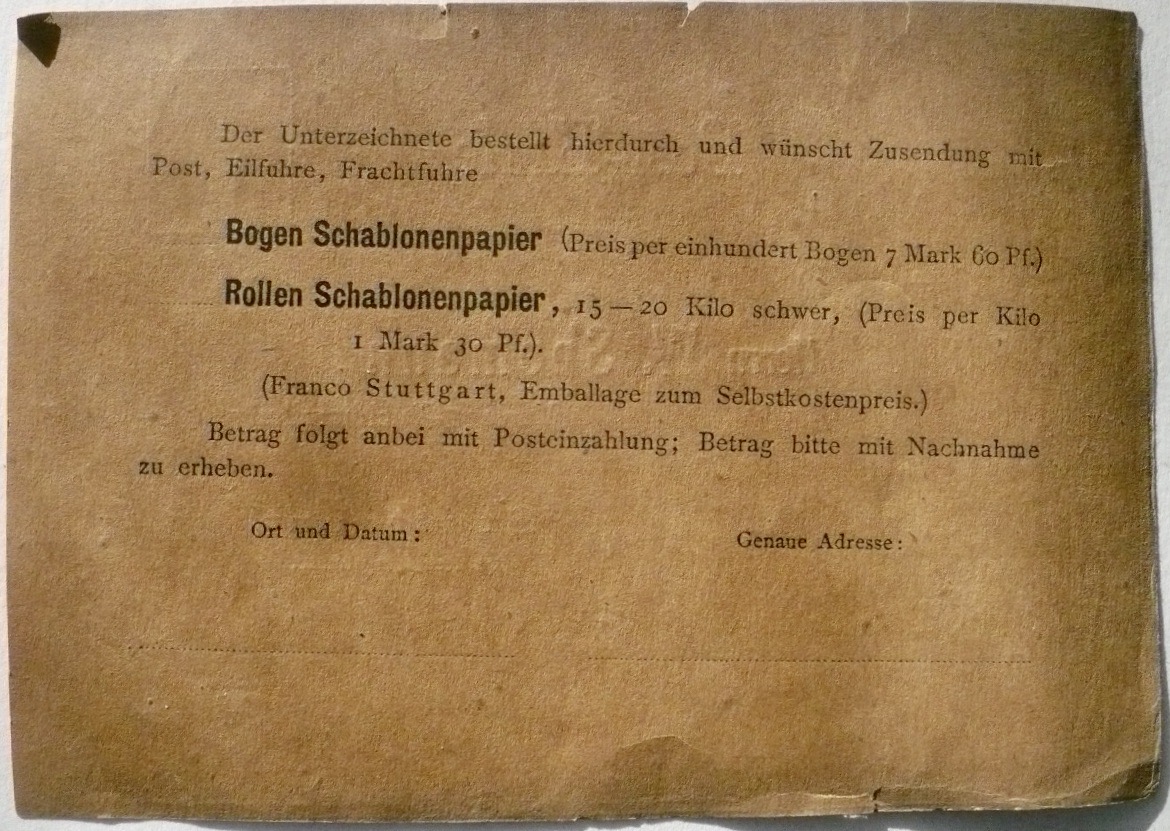 Der Unterzeichnete bestellt hierdurch und wünscht Zusendung mit
Post, Eilfuhre, Frachtfuhre
Bogen Schablonenpapier (Preis per einhundert Bogen 7 Mark 60 Pf.)
Rollen Schablonenpapier, 15—20 Kilo schwer, (Preis per Kilo
1 Mark 30 Pf.).
(Franco Stuttgart, Emballage zum Selbstkostenpreis.)
Betrag folgt anbei mit Posteinzahlung; Betrag bitte mit Nachnahme
zu erheben.
Ort und Datum:
Genaue Adresse: